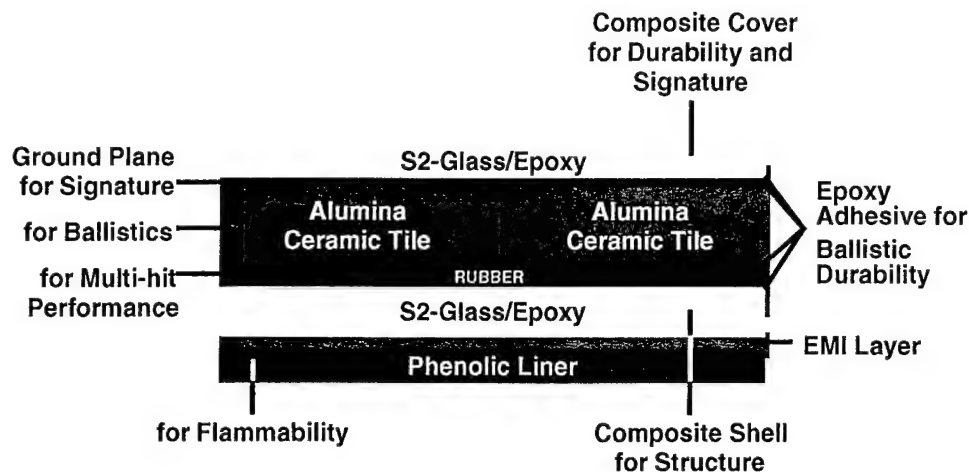 Composite Cover
for Durability and
Signature
Ground Plane
for Signature
S2-Glass/Epoxy
Epoxy
Adhesive for
Ballistic
Durability
for Ballistics
Alumina
Ceramic Tile
Alumina
Ceramic Tile
for Multi-hit
Performance
RUBBER
S2-Glass/Epoxy
EMI Layer
Phenolic Liner
for Flammability
Composite Shell
for Structure